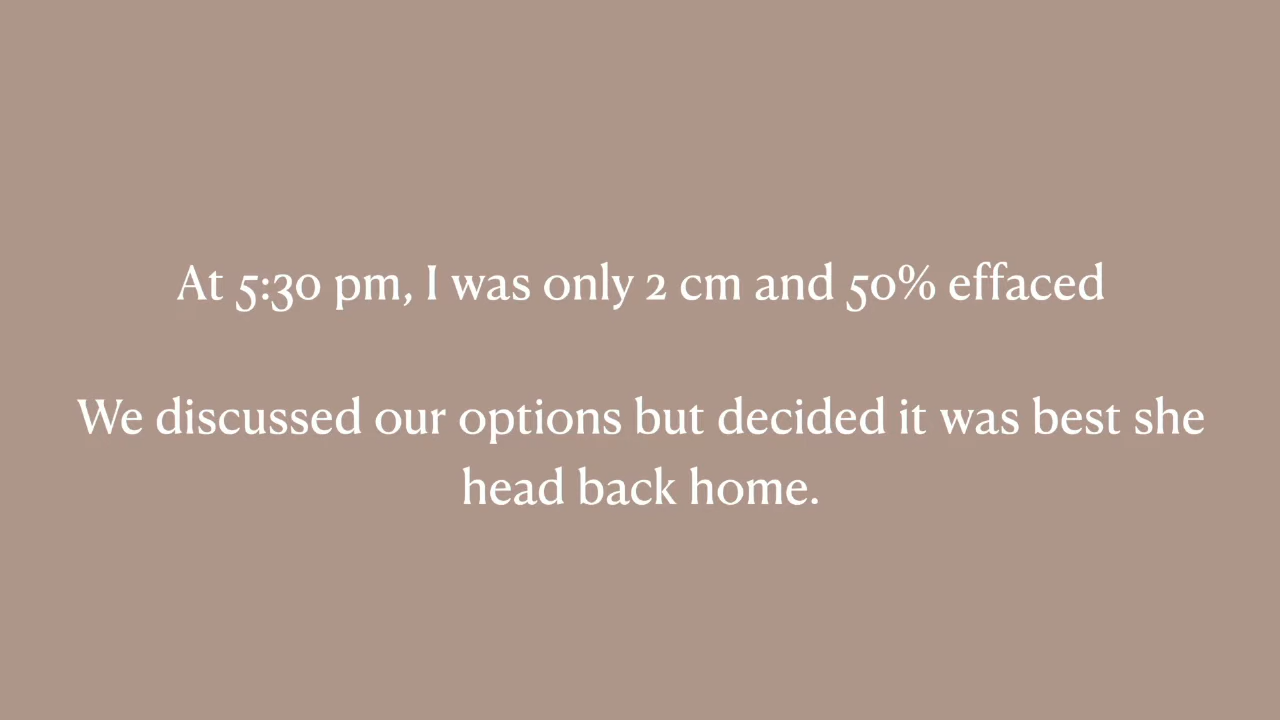 At 5:30 pm, I was only 2 cm and 50% effaced
We discussed our options but decided it was best she
head back home.